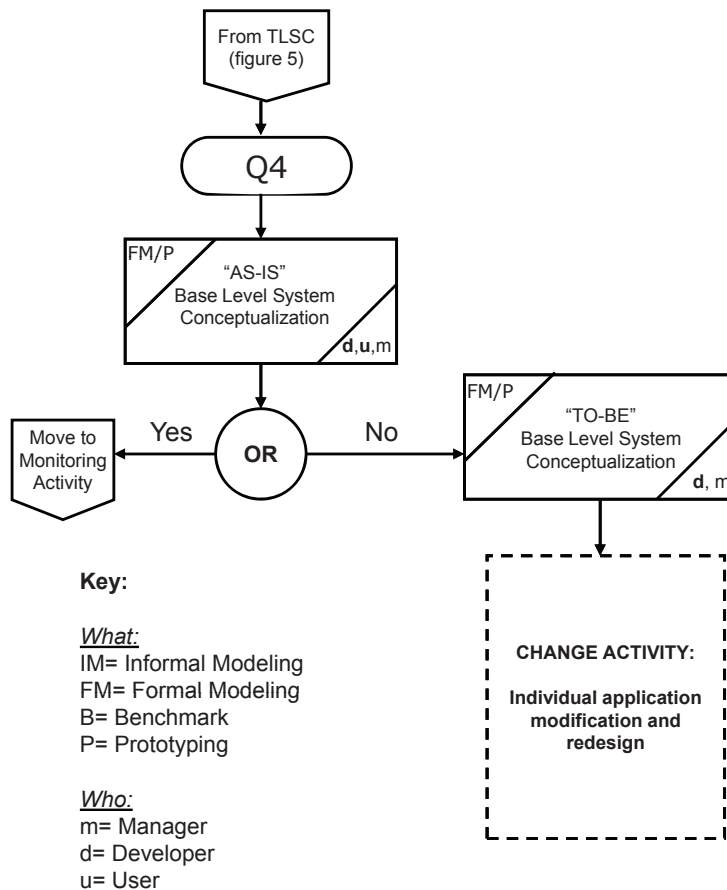 From TLSC
(figure 5)
Q4
FM/P
“AS-IS”
Base Level System
Conceptualization
d,u,m
Yes
OR
No
Move to
Monitoring
Activity
FM/P
“TO-BE”
Base Level System
Conceptualization
d, m
CHANGE ACTIVITY:
Individual application
modification and
redesign
Key:
What:
IM= Informal Modeling
FM= Formal Modeling
B= Benchmark
P= Prototyping
Who:
m= Manager
d= Developer
u= User